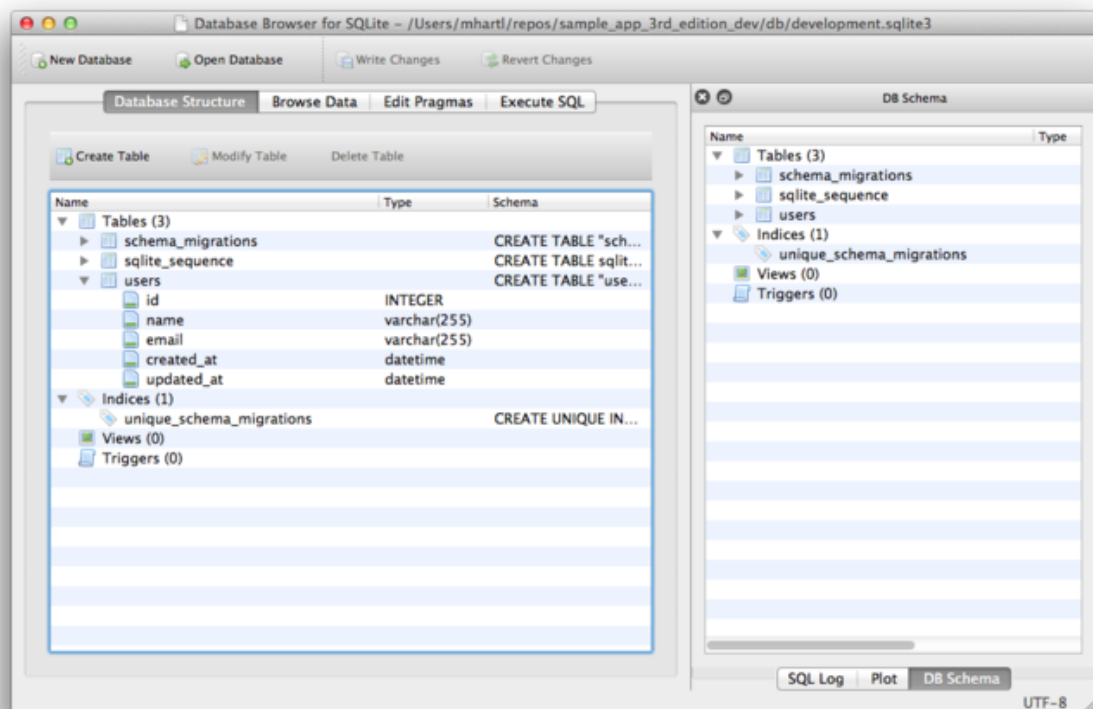 Database Browser for SQLite – /Users/mhartl/repos/sample_app_3rd_edition_dev/db/development.sqlite3
New Database Open Database Write Changes Revert Changes
Database Structure Browse Data Edit Pragmas Execute SQL
Create Table Modify Table Delete Table
Name Type Schema
Tables (3)
schema_migrations CREATE TABLE "sch...
sqlite_sequence CREATE TABLE sqlit...
users CREATE TABLE "use...
id INTEGER
name varchar(255)
email varchar(255)
created_at datetime
updated_at datetime
Indices (1)
unique_schema_migrations CREATE UNIQUE IN...
Views (0)
Triggers (0)
DB Schema
Name Type
Tables (3)
schema_migrations
sqlite_sequence
users
Indices (1)
unique_schema_migrations
Views (0)
Triggers (0)
SQL Log Plot DB Schema
UTF-8